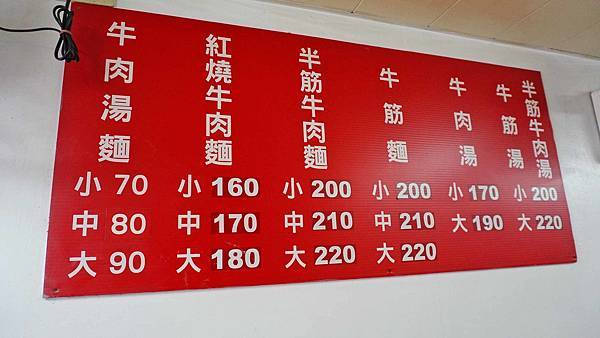 牛肉湯麵
小 70
中 80
大 90
紅燒牛肉麵
小 160
中 170
大 180
半筋牛肉麵
小 200
中 210
大 220
牛筋麵
小 200
中 210
大 220
牛肉湯
小 170
大 190
牛筋湯
半筋牛肉湯
小 200
大 220